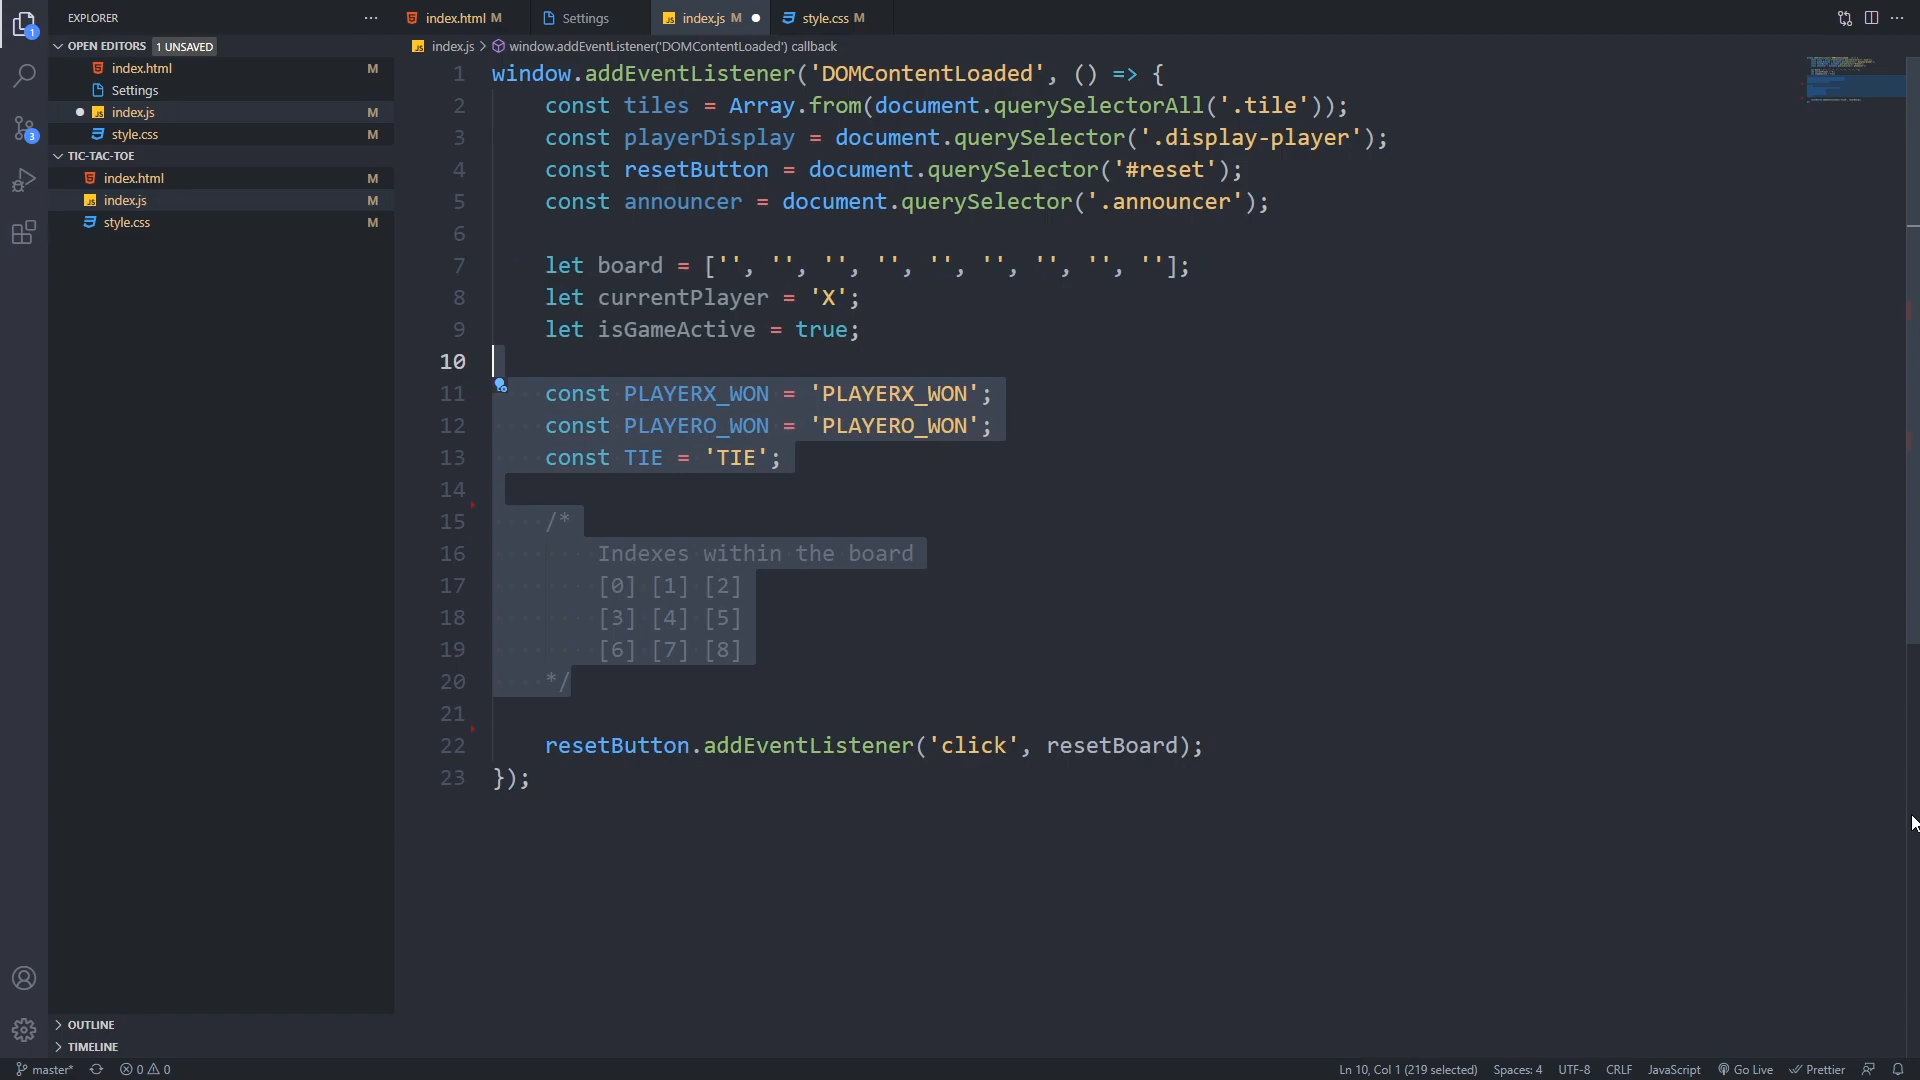 EXPLORER
index.html M
Settings
index.js M
style.css M
OPEN EDITORS 1 UNSAVED
index.js > window.addEventListener('DOMContentLoaded') callback
index.html M
Settings
index.js M
style.css M
TIC-TAC-TOE
index.html M
index.js M
style.css M
1 window.addEventListener('DOMContentLoaded', () => {
2 const tiles = Array.from(document.querySelectorAll('.tile'));
3 const playerDisplay = document.querySelector('.display-player');
4 const resetButton = document.querySelector('#reset');
5 const announcer = document.querySelector('.announcer');
6
7 let board = ['', '', '', '', '', '', '', '', ''];
8 let currentPlayer = 'X';
9 let isGameActive = true;
10
11 const PLAYERX_WON = 'PLAYERX_WON';
12 const PLAYERO_WON = 'PLAYERO_WON';
13 const TIE = 'TIE';
14
15 /*
16 Indexes within the board
17 [0] [1] [2]
18 [3] [4] [5]
19 [6] [7] [8]
20 */
21
22 resetButton.addEventListener('click', resetBoard);
23 });
1
3
OUTLINE
TIMELINE
master* 0 0 Ln 10, Col 1 (219 selected) Spaces: 4 UTF-8 CRLF JavaScript Go Live Prettier